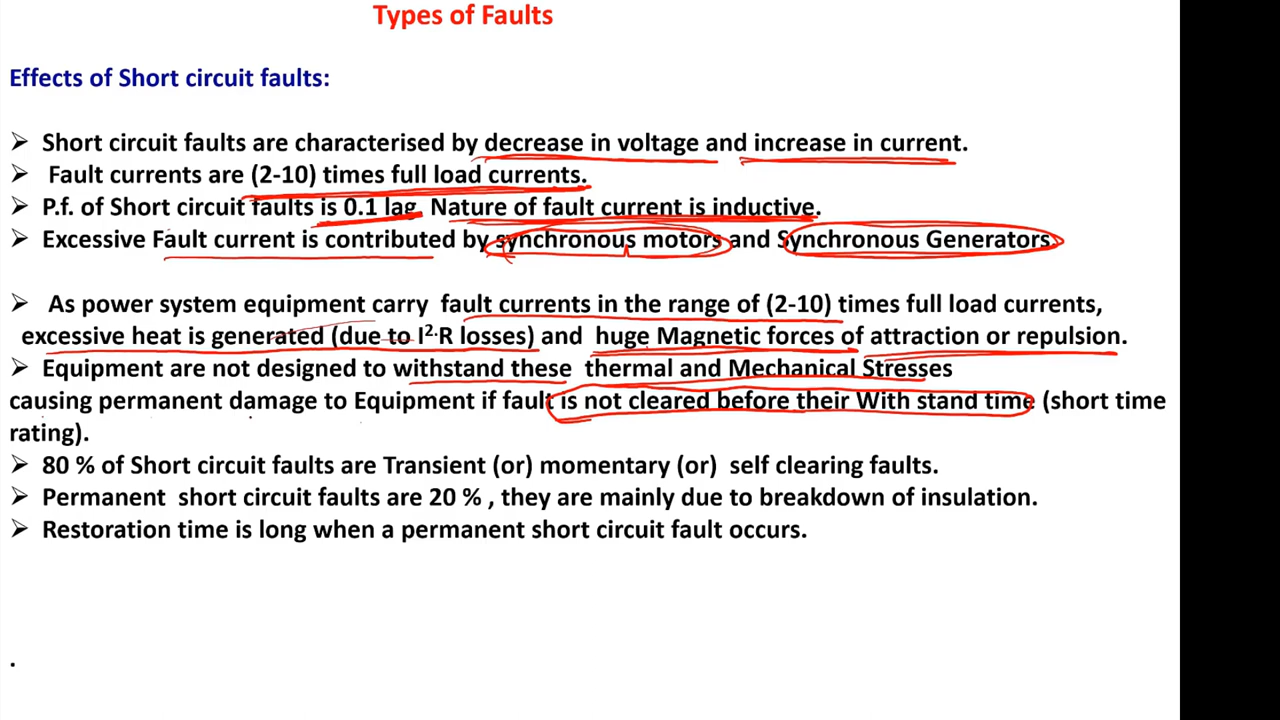 Types of Faults
Effects of Short circuit faults:
➢ Short circuit faults are characterised by decrease in voltage and increase in current.
➢ Fault currents are (2-10) times full load currents.
➢ P.f. of Short circuit faults is 0.1 lag. Nature of fault current is inductive.
➢ Excessive Fault current is contributed by synchronous motors and Synchronous Generators.
➢ As power system equipment carry fault currents in the range of (2-10) times full load currents,
excessive heat is generated (due to I²·R losses) and huge Magnetic forces of attraction or repulsion.
➢ Equipment are not designed to withstand these thermal and Mechanical Stresses
causing permanent damage to Equipment if fault is not cleared before their With stand time (short time
rating).
➢ 80 % of Short circuit faults are Transient (or) momentary (or) self clearing faults.
➢ Permanent short circuit faults are 20 % , they are mainly due to breakdown of insulation.
➢ Restoration time is long when a permanent short circuit fault occurs.
.